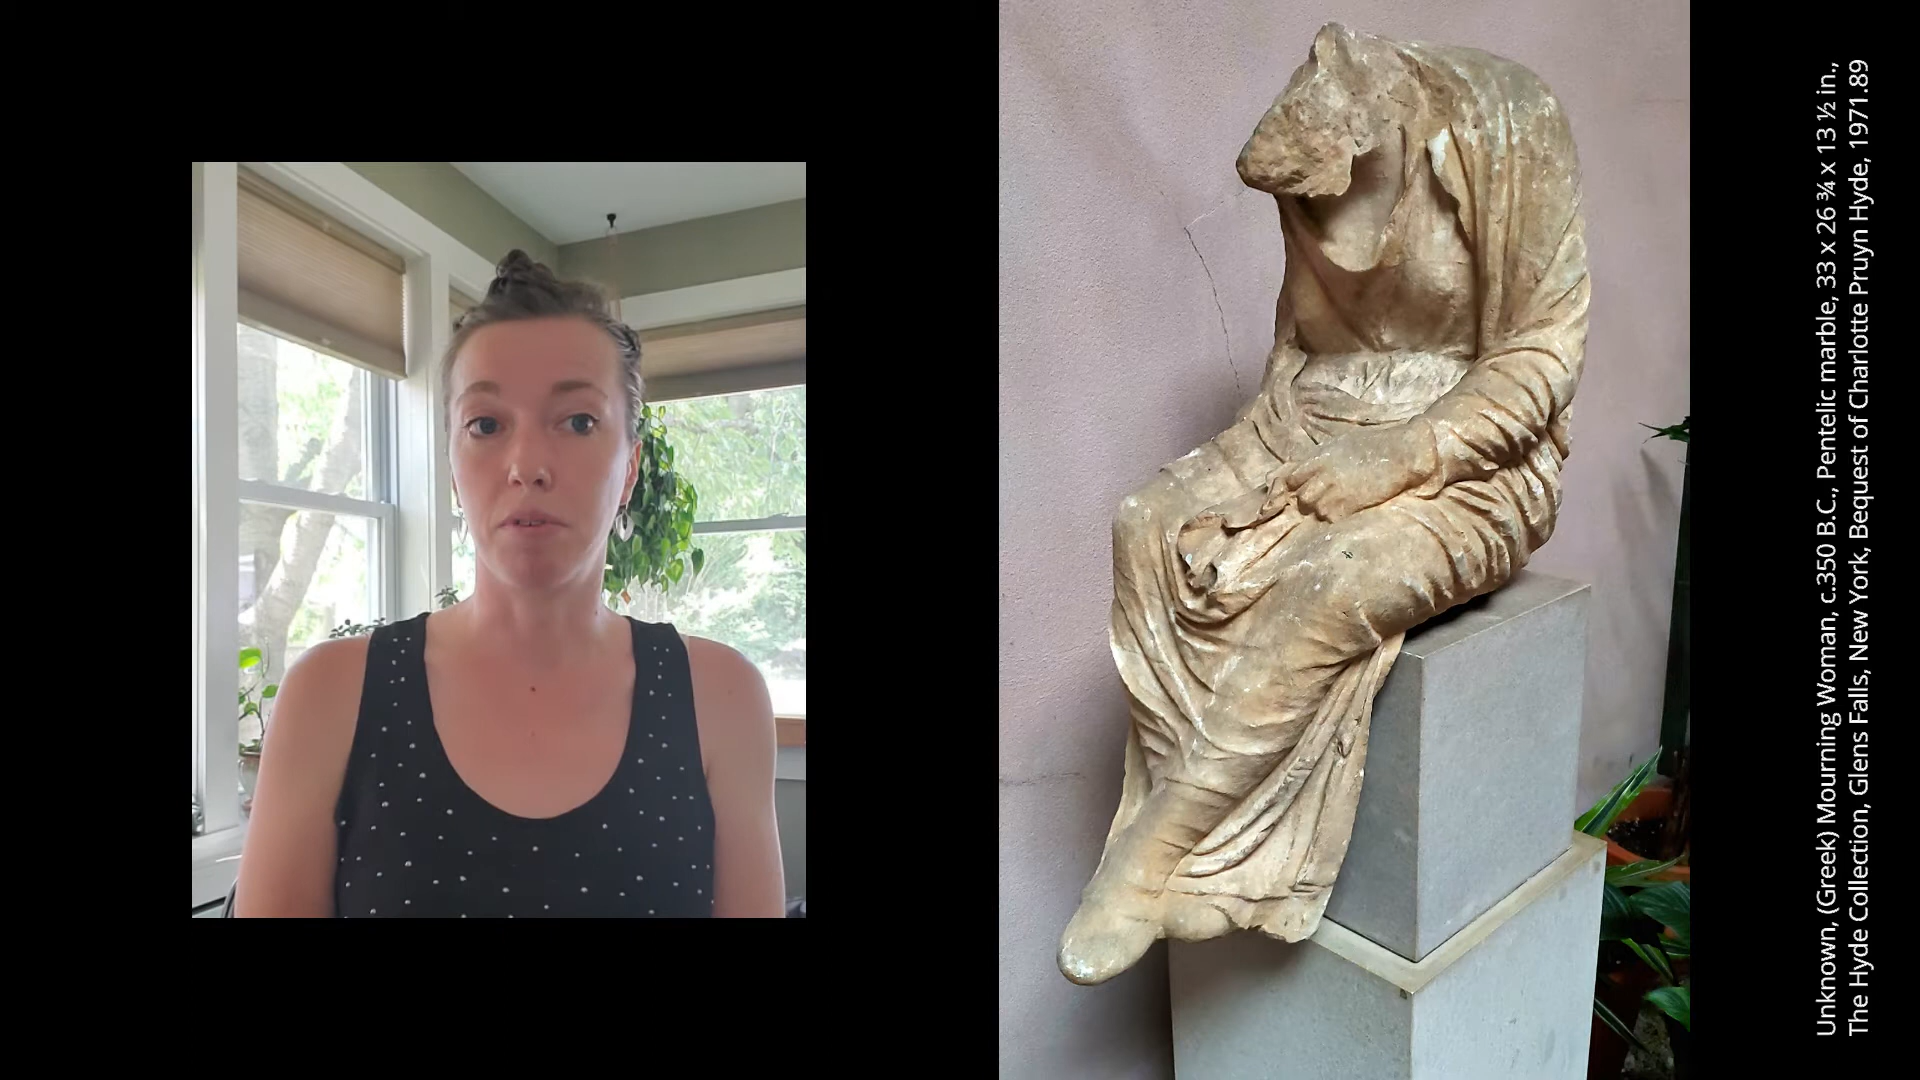 Unknown, (Greek) Mourning Woman, c.350 B.C., Pentelic marble, 33 x 26 ¾ x 13 ½ in.,
The Hyde Collection, Glens Falls, New York, Bequest of Charlotte Pruyn Hyde, 1971.89